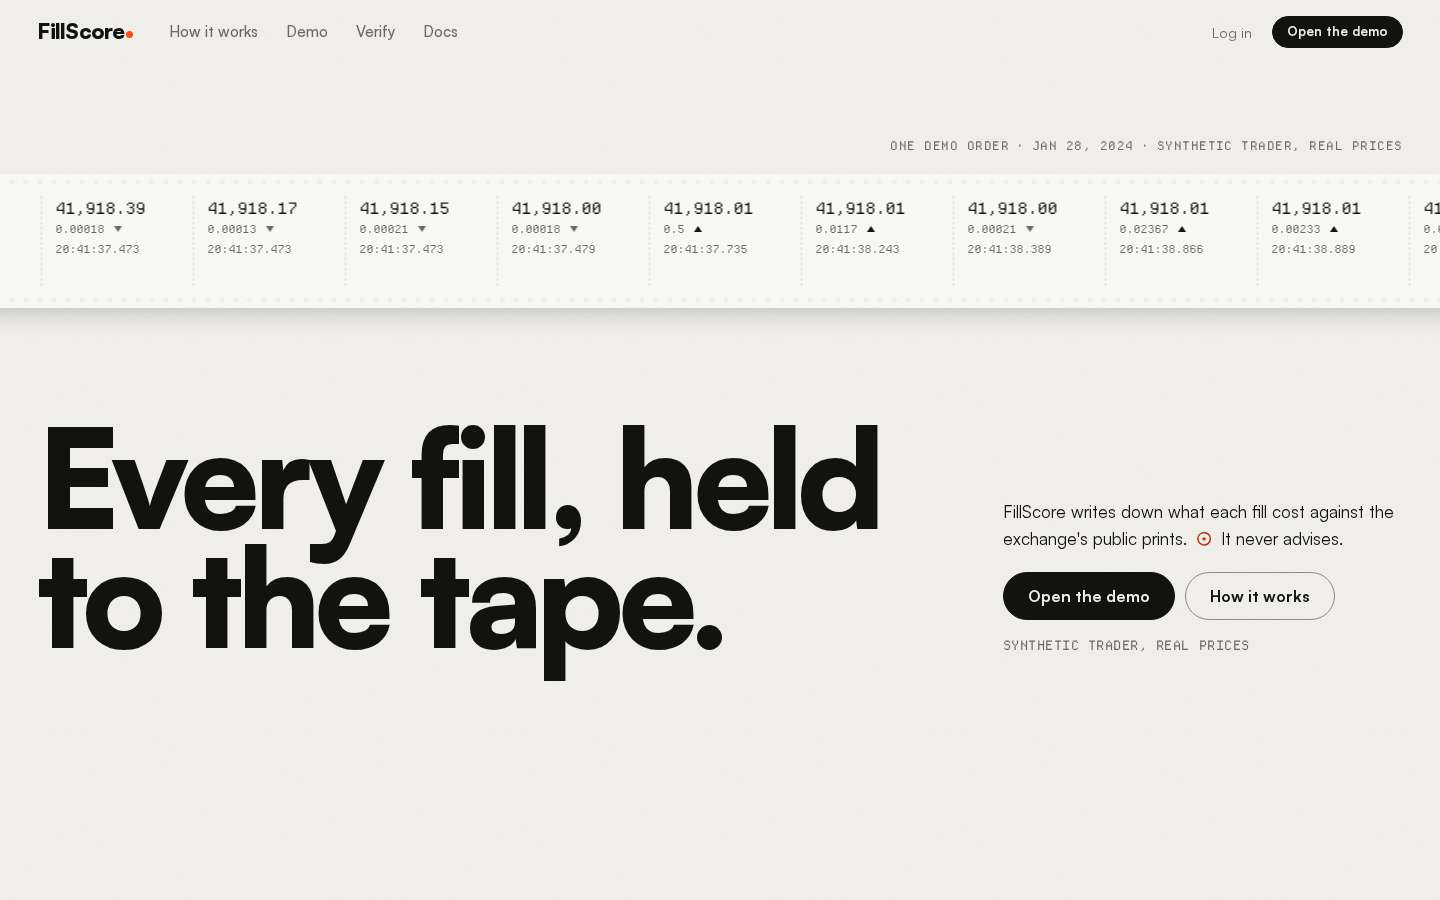 FillScore
How it works Demo Verify Docs
Log in Open the demo
ONE DEMO ORDER · JAN 28, 2024 · SYNTHETIC TRADER, REAL PRICES
41,918.39 41,918.17 41,918.15 41,918.00 41,918.01 41,918.01 41,918.00 41,918.01 41,918.01
0.00018 ▼ 0.00013 ▼ 0.00021 ▼ 0.00018 ▼ 0.5 ▲ 0.0117 ▲ 0.00021 ▼ 0.02367 ▲ 0.00233 ▲
20:41:37.473 20:41:37.473 20:41:37.473 20:41:37.479 20:41:37.735 20:41:38.243 20:41:38.389 20:41:38.866 20:41:38.889
Every fill, held
to the tape.
FillScore writes down what each fill cost against the
exchange's public prints. It never advises.
Open the demo How it works
SYNTHETIC TRADER, REAL PRICES